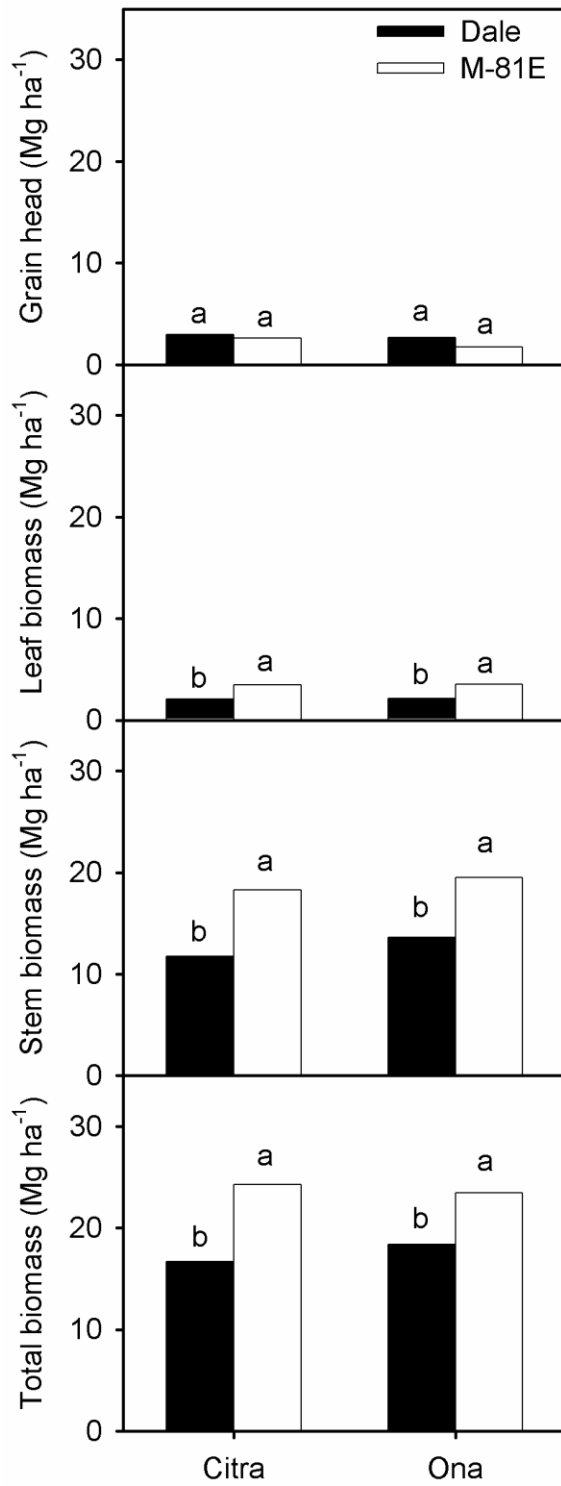 Dale
M-81E
Grain head (Mg ha⁻¹)
30
20
10
0
a a a a
Leaf biomass (Mg ha⁻¹)
30
20
10
0
b a b a
Stem biomass (Mg ha⁻¹)
30
20
10
0
b a b a
Total biomass (Mg ha⁻¹)
30
20
10
0
b a b a
Citra Ona